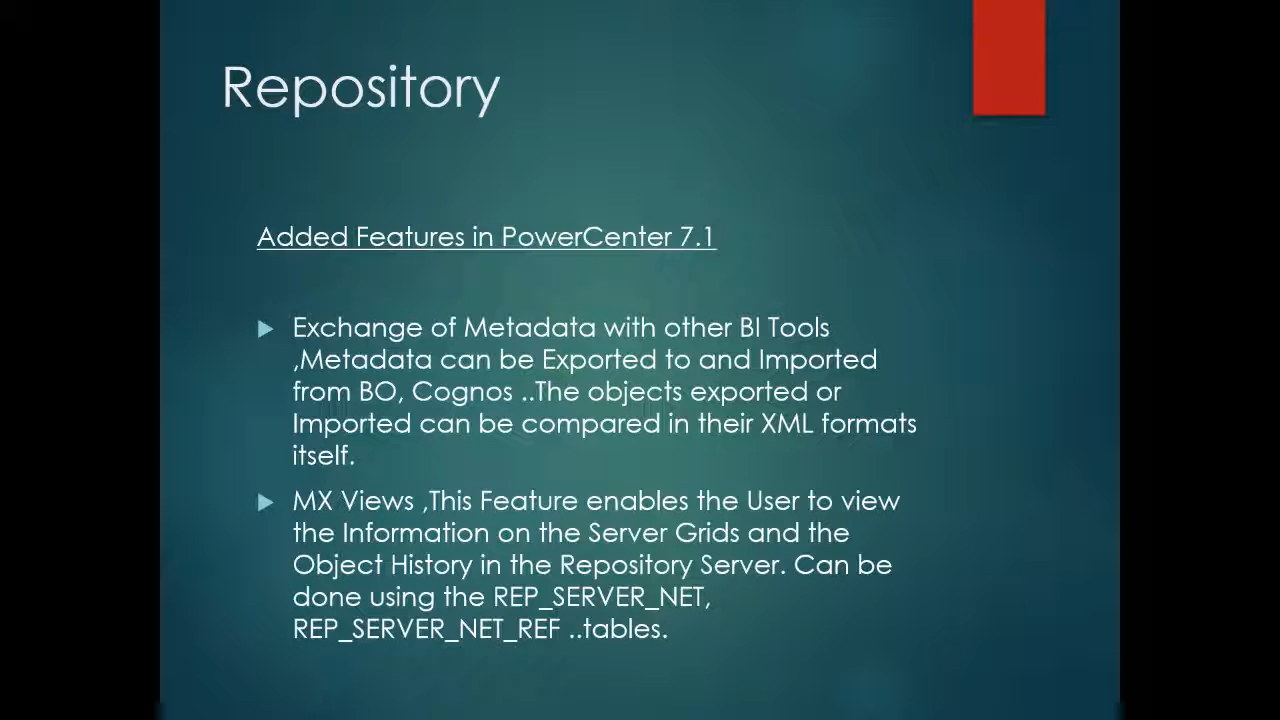 Repository
Added Features in PowerCenter 7.1
Exchange of Metadata with other BI Tools
,Metadata can be Exported to and Imported
from BO, Cognos ..The objects exported or
Imported can be compared in their XML formats
itself.
MX Views ,This Feature enables the User to view
the Information on the Server Grids and the
Object History in the Repository Server. Can be
done using the REP_SERVER_NET,
REP_SERVER_NET_REF ..tables.